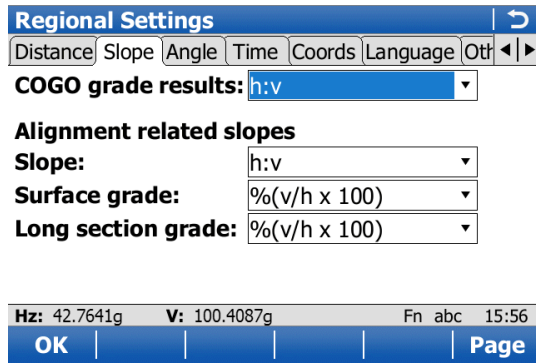 Regional Settings
Distance Slope Angle Time Coords Language Oth
COGO grade results: h:v
Alignment related slopes
Slope: h:v
Surface grade: %(v/h x 100)
Long section grade: %(v/h x 100)
Hz: 42.7641g V: 100.4087g Fn abc 15:56
OK Page